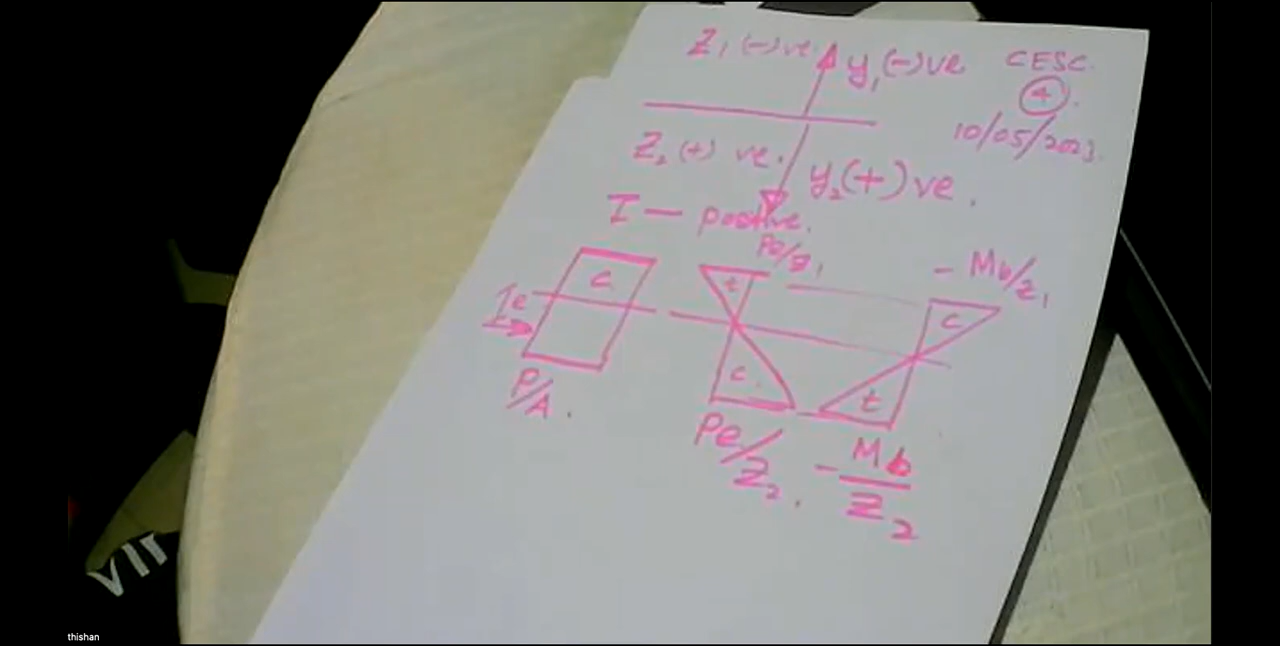 Z₁ (-)ve y₁(-)ve CESC
4
10/05/2023
Z₂ (+) ve. y₂(+)ve.
I — positive.
Pe/z₁
- Mb/z₁
c t c
e
c t
P/A.
Pe/Z₂. - Mb/Z₂
VII
thishan